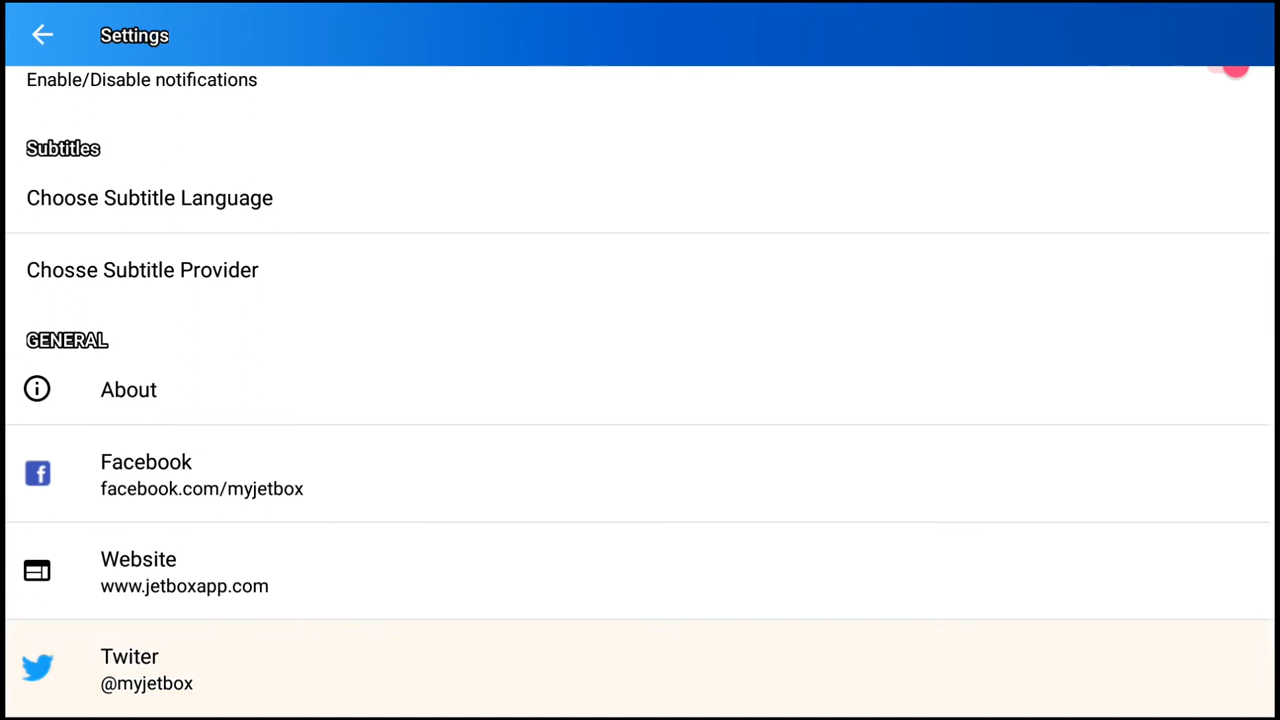 Settings
Enable/Disable notifications
Subtitles
Choose Subtitle Language
Chosse Subtitle Provider
GENERAL
About
Facebook
facebook.com/myjetbox
Website
www.jetboxapp.com
Twiter
@myjetbox